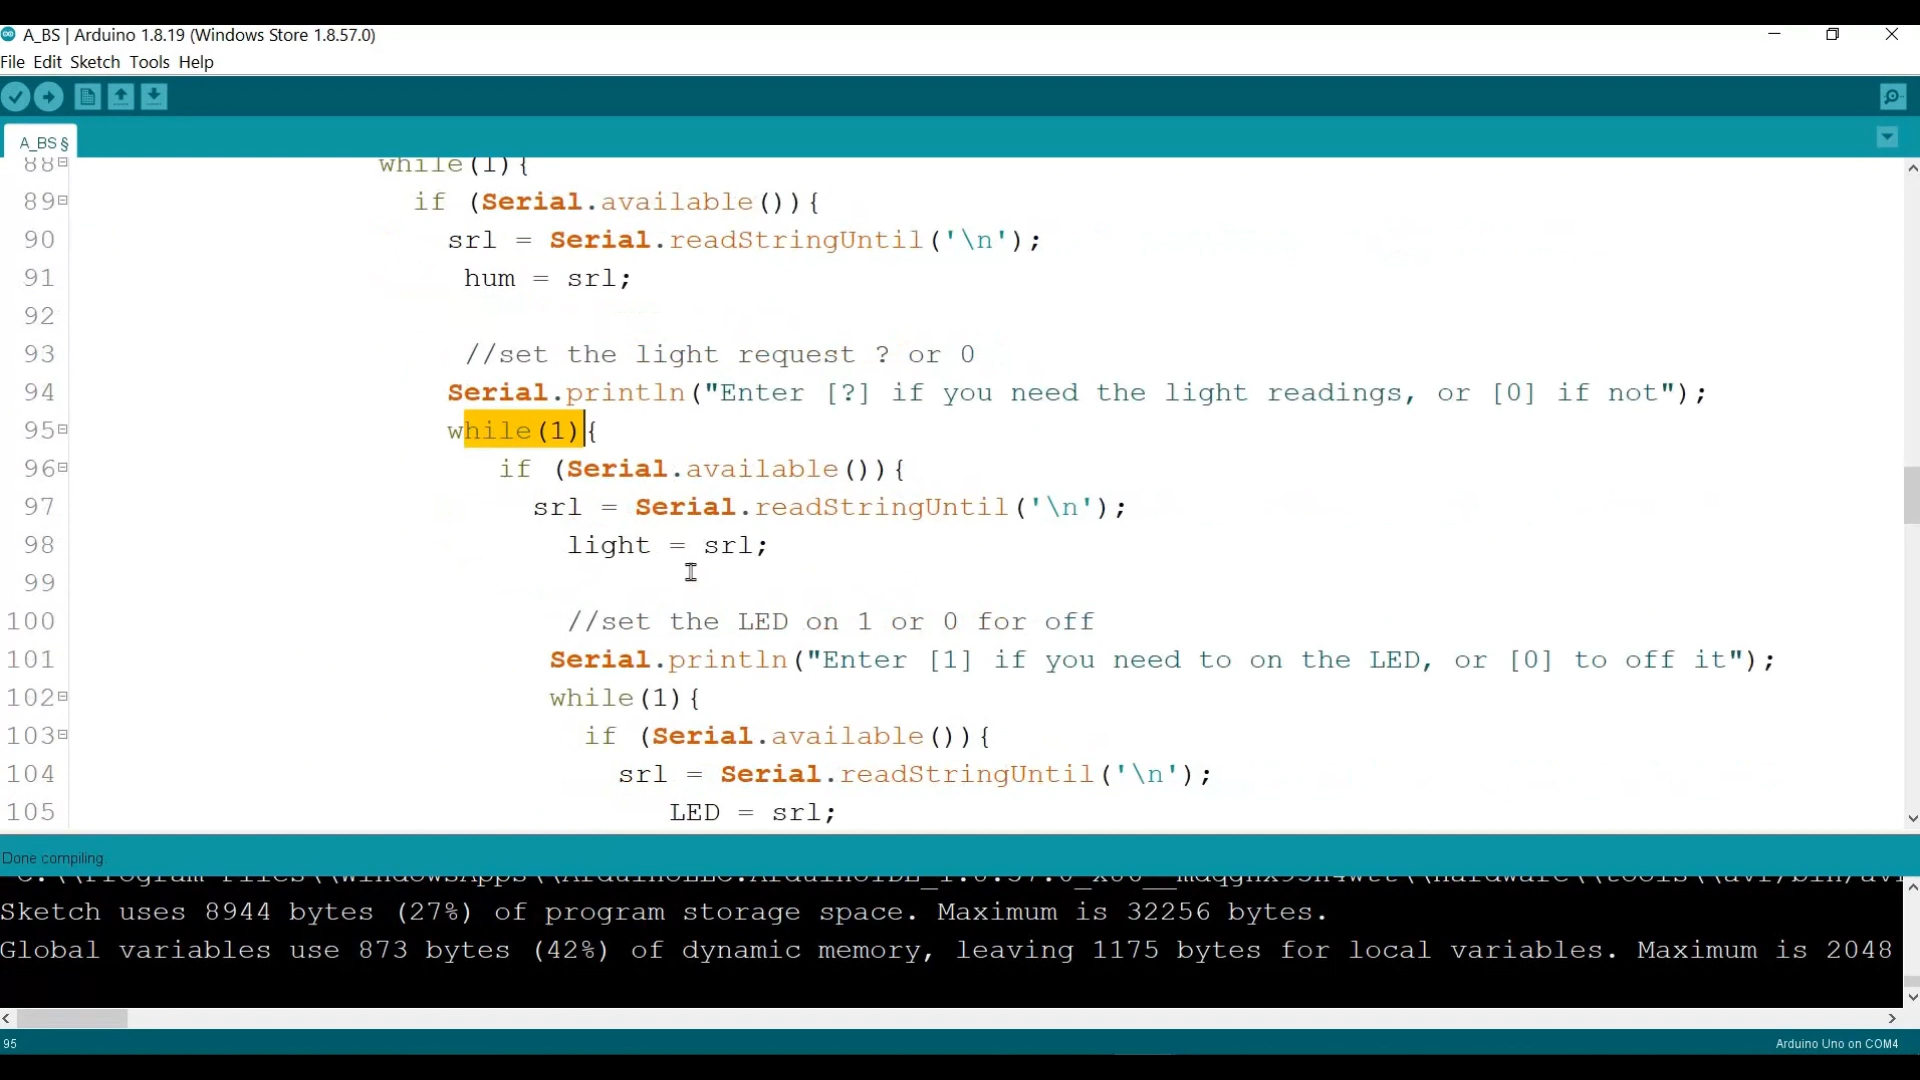 A_BS | Arduino 1.8.19 (Windows Store 1.8.57.0)
File Edit Sketch Tools Help
A_BS §
88 while(1){
89 if (Serial.available()){
90 srl = Serial.readStringUntil('\n');
91 hum = srl;
92
93 //set the light request ? or 0
94 Serial.println("Enter [?] if you need the light readings, or [0] if not");
95 while(1){
96 if (Serial.available()){
97 srl = Serial.readStringUntil('\n');
98 light = srl;
99
100 //set the LED on 1 or 0 for off
101 Serial.println("Enter [1] if you need to on the LED, or [0] to off it");
102 while(1){
103 if (Serial.available()){
104 srl = Serial.readStringUntil('\n');
105 LED = srl;
Done compiling.
Sketch uses 8944 bytes (27%) of program storage space. Maximum is 32256 bytes.
Global variables use 873 bytes (42%) of dynamic memory, leaving 1175 bytes for local variables. Maximum is 2048
95
Arduino Uno on COM4